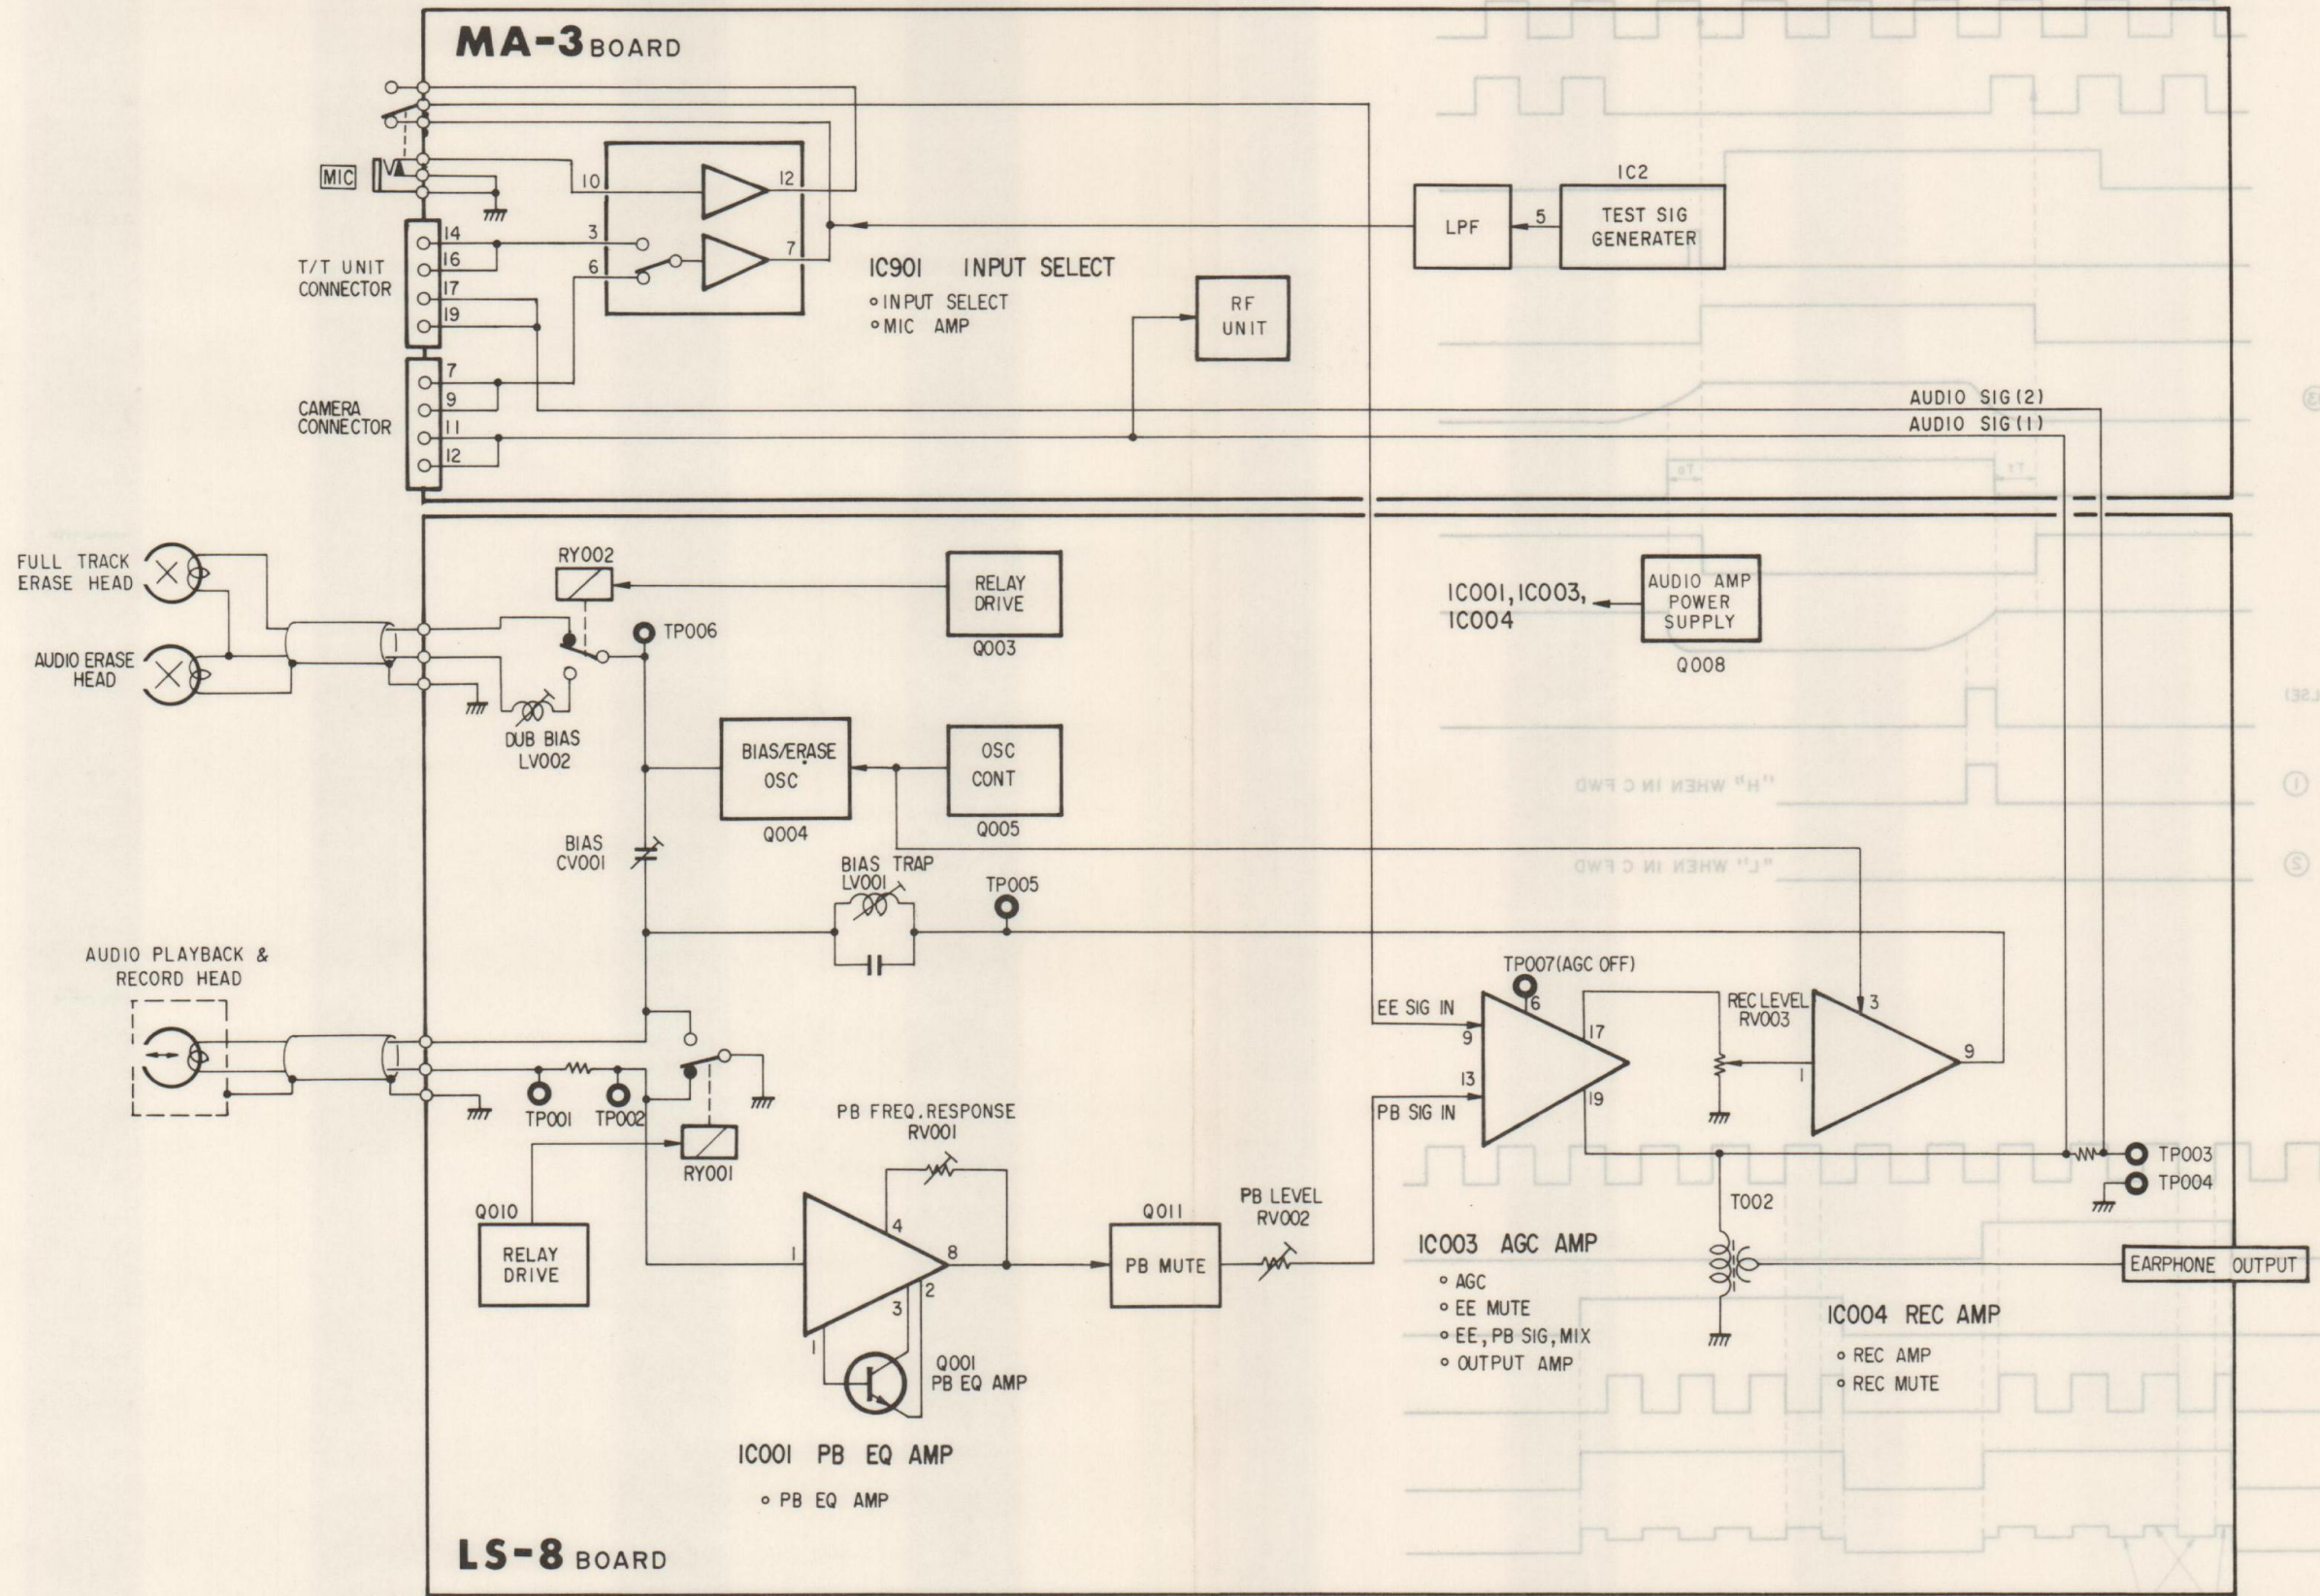 MA-3 BOARD
MIC
10
12
3
6
7
IC901 INPUT SELECT
∘ INPUT SELECT
∘ MIC AMP
LPF
5
IC2
TEST SIG
GENERATER
RF
UNIT
T/T UNIT
CONNECTOR
14
16
17
19
CAMERA
CONNECTOR
7
9
11
12
AUDIO SIG(2)
AUDIO SIG(1)
FULL TRACK
ERASE HEAD
AUDIO ERASE
HEAD
RY002
TP006
RELAY
DRIVE
Q003
IC001, IC003,
IC004
AUDIO AMP
POWER
SUPPLY
Q008
DUB BIAS
LV002
BIAS/ERASE
OSC
Q004
OSC
CONT
Q005
"H" WHEN IN C FWD
①
BIAS
CV001
BIAS TRAP
LV001
TP005
"L" WHEN IN C FWD
②
AUDIO PLAYBACK &
RECORD HEAD
TP001
TP002
RY001
Q010
RELAY
DRIVE
PB FREQ. RESPONSE
RV001
1
4
8
2
3
1
Q001
PB EQ AMP
IC001 PB EQ AMP
∘ PB EQ AMP
Q011
PB MUTE
PB LEVEL
RV002
EE SIG IN
9
13
PB SIG IN
TP007(AGC OFF)
6
17
19
REC LEVEL
RV003
3
1
9
TP003
TP004
T002
IC003 AGC AMP
∘ AGC
∘ EE MUTE
∘ EE, PB SIG, MIX
∘ OUTPUT AMP
EARPHONE OUTPUT
IC004 REC AMP
∘ REC AMP
∘ REC MUTE
LS-8 BOARD